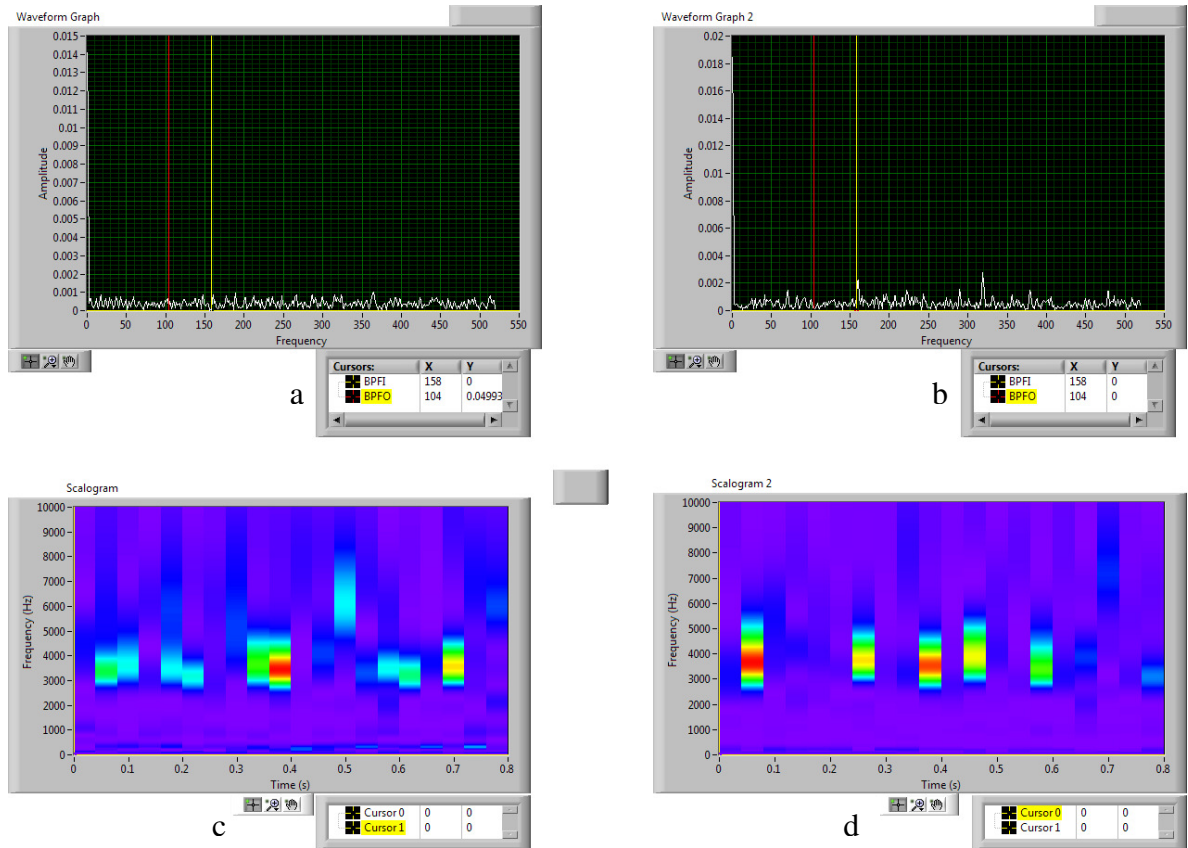 Waveform Graph
0.015
0.014
0.013
0.012
0.011
0.01
0.009
0.008
0.007
0.006
0.005
0.004
0.003
0.002
0.001
0
Amplitude
0 50 100 150 200 250 300 350 400 450 500 550
Frequency
Cursors: X Y
BPFI 158 0
BPFO 104 0.04993
a
Waveform Graph 2
0.02
0.018
0.016
0.014
0.012
0.01
0.008
0.006
0.004
0.002
0
Amplitude
0 50 100 150 200 250 300 350 400 450 500 550
Frequency
Cursors: X Y
BPFI 158 0
BPFO 104 0
b
Scalogram
10000
9000
8000
7000
6000
5000
4000
3000
2000
1000
0
Frequency (Hz)
0 0.1 0.2 0.3 0.4 0.5 0.6 0.7 0.8
Time (s)
Cursor 0 0 0
Cursor 1 0 0
c
Scalogram 2
10000
9000
8000
7000
6000
5000
4000
3000
2000
1000
0
Frequency (Hz)
0 0.1 0.2 0.3 0.4 0.5 0.6 0.7 0.8
Time (s)
Cursor 0 0 0
Cursor 1 0 0
d